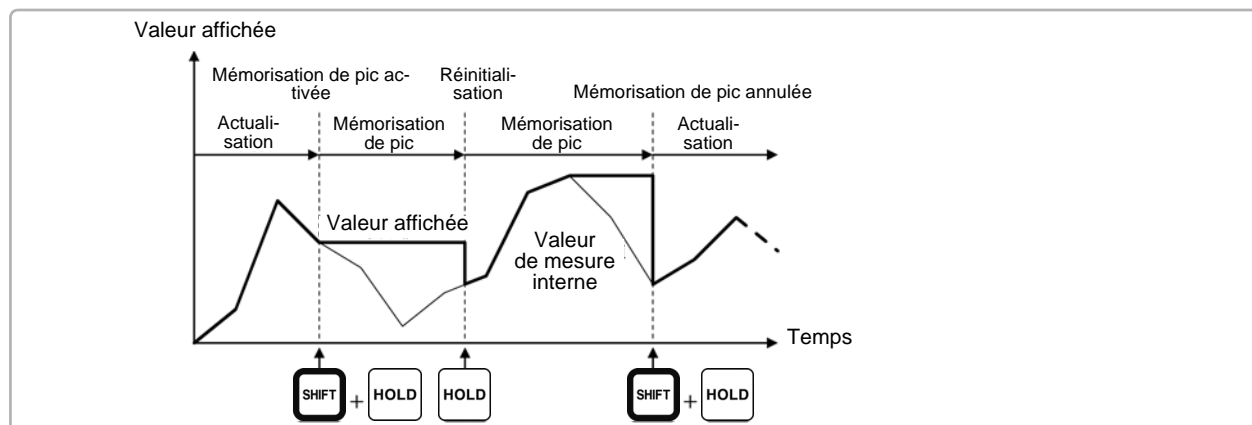 Valeur affichée
Mémorisation de pic ac-
tivée
Réinitiali-
sation
Mémorisation de pic annulée
Actuali-
sation
Mémorisation
de pic
Mémorisation
de pic
Actuali-
sation
Valeur affichée
Valeur
de mesure
interne
Temps
SHIFT + HOLD
HOLD
SHIFT + HOLD